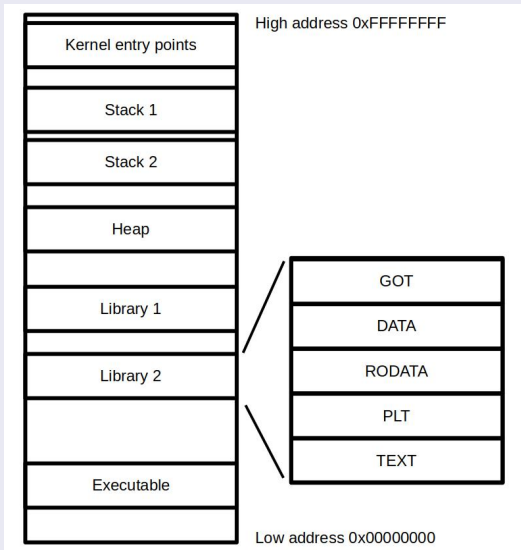 High address 0xFFFFFFFF
Kernel entry points
Stack 1
Stack 2
Heap
Library 1
Library 2
Executable
GOT
DATA
RODATA
PLT
TEXT
Low address 0x00000000